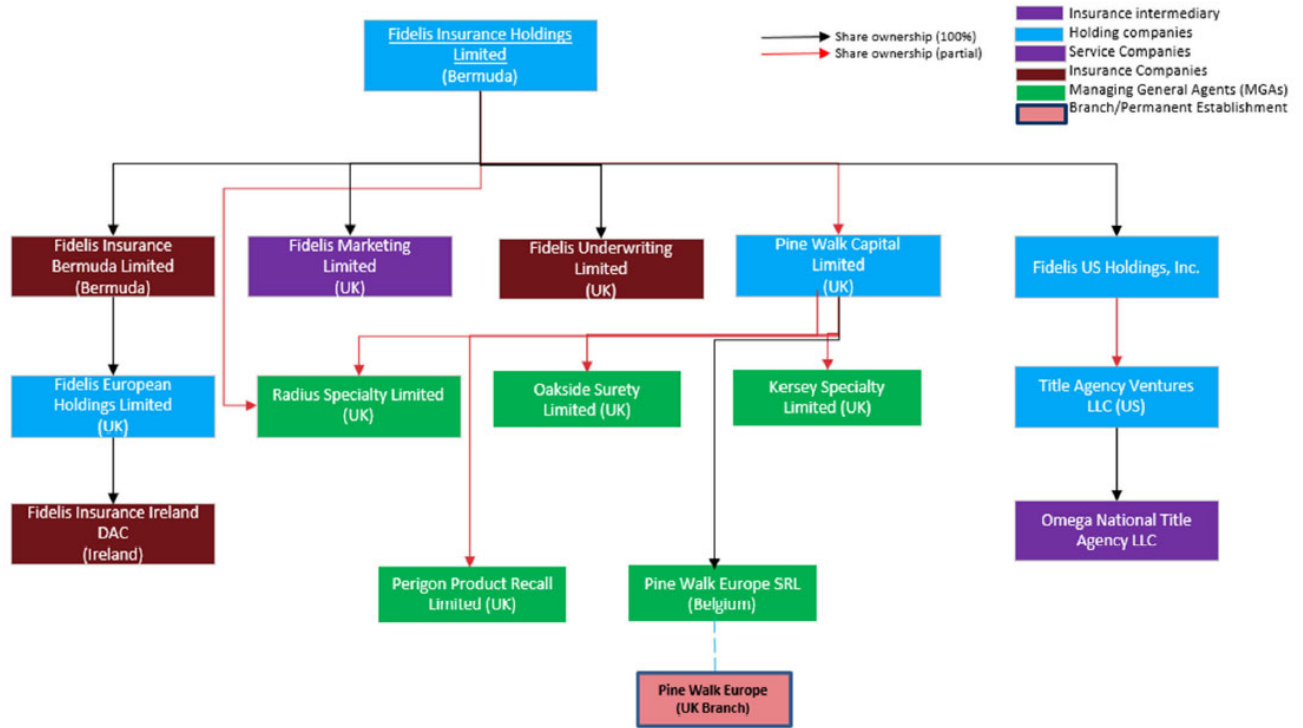 Fidelis Insurance Holdings
Limited
(Bermuda)
Share ownership (100%)
Share ownership (partial)
Insurance intermediary
Holding companies
Service Companies
Insurance Companies
Managing General Agents (MGAs)
Branch/Permanent Establishment
Fidelis Insurance
Bermuda Limited
(Bermuda)
Fidelis Marketing
Limited
(UK)
Fidelis Underwriting
Limited
(UK)
Pine Walk Capital
Limited
(UK)
Fidelis US Holdings, Inc.
Fidelis European
Holdings Limited
(UK)
Radius Specialty Limited
(UK)
Oakside Surety
Limited (UK)
Kersey Specialty
Limited (UK)
Title Agency Ventures
LLC (US)
Fidelis Insurance Ireland
DAC
(Ireland)
Omega National Title
Agency LLC
Perigon Product Recall
Limited (UK)
Pine Walk Europe SRL
(Belgium)
Pine Walk Europe
(UK Branch)